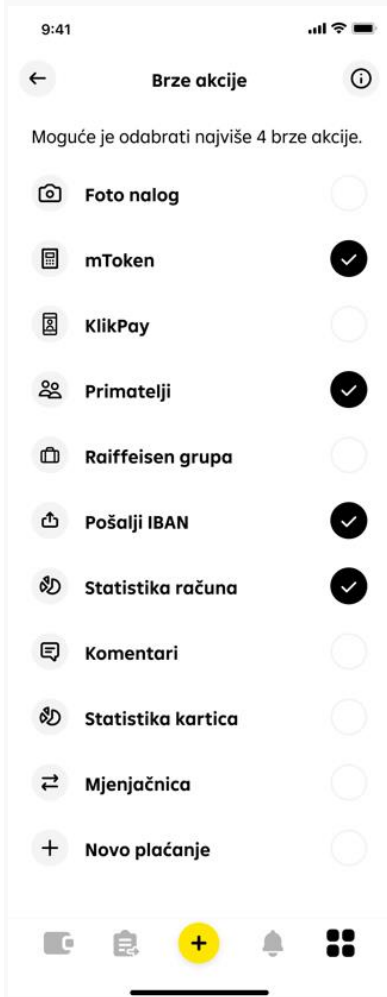 9:41
Brze akcije
Moguće je odabrati najviše 4 brze akcije.
Foto nalog
mToken
KlikPay
Primatelji
Raiffeisen grupa
Pošalji IBAN
Statistika računa
Komentari
Statistika kartica
Mjenjačnica
Novo plaćanje